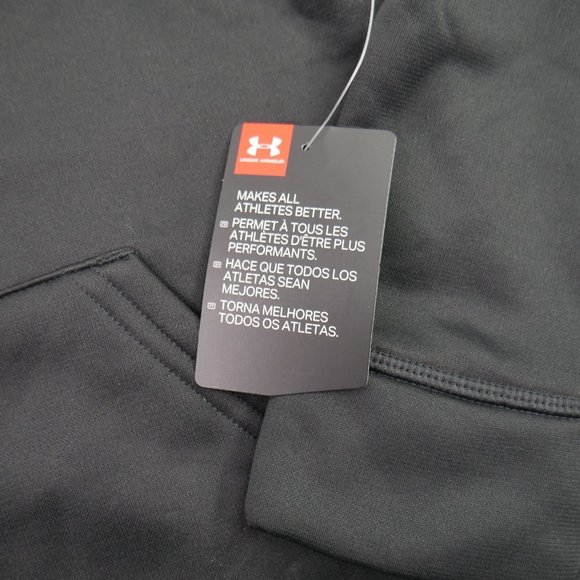 UNDER ARMOUR
MAKES ALL
ATHLETES BETTER.
FR PERMET À TOUS LES
ATHLÈTES D'ÊTRE PLUS
PERFORMANTS.
HACE QUE TODOS LOS
ATLETAS SEAN
MEJORES.
TORNA MELHORES
TODOS OS ATLETAS.